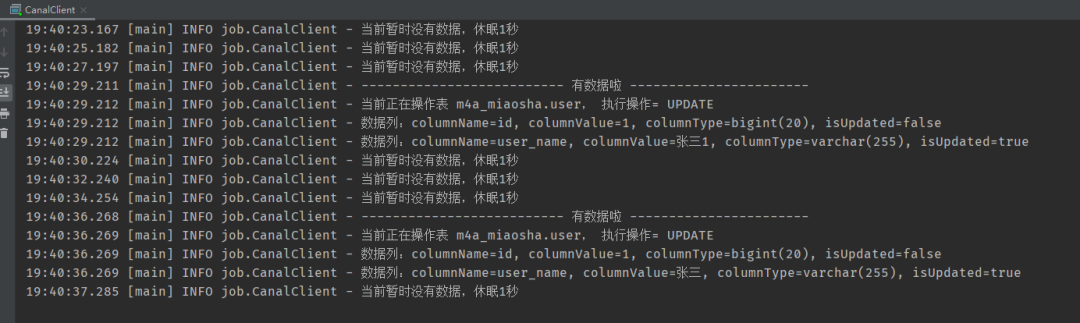 CanalClient
19:40:23.167 [main] INFO job.CanalClient - 当前暂时没有数据，休眠1秒
19:40:25.182 [main] INFO job.CanalClient - 当前暂时没有数据，休眠1秒
19:40:27.197 [main] INFO job.CanalClient - 当前暂时没有数据，休眠1秒
19:40:29.211 [main] INFO job.CanalClient - -------------------------- 有数据啦 -----------------------
19:40:29.212 [main] INFO job.CanalClient - 当前正在操作表 m4a_miaosha.user， 执行操作= UPDATE
19:40:29.212 [main] INFO job.CanalClient - 数据列：columnName=id, columnValue=1, columnType=bigint(20), isUpdated=false
19:40:29.212 [main] INFO job.CanalClient - 数据列：columnName=user_name, columnValue=张三1, columnType=varchar(255), isUpdated=true
19:40:30.224 [main] INFO job.CanalClient - 当前暂时没有数据，休眠1秒
19:40:32.240 [main] INFO job.CanalClient - 当前暂时没有数据，休眠1秒
19:40:34.254 [main] INFO job.CanalClient - 当前暂时没有数据，休眠1秒
19:40:36.268 [main] INFO job.CanalClient - -------------------------- 有数据啦 -----------------------
19:40:36.269 [main] INFO job.CanalClient - 当前正在操作表 m4a_miaosha.user， 执行操作= UPDATE
19:40:36.269 [main] INFO job.CanalClient - 数据列：columnName=id, columnValue=1, columnType=bigint(20), isUpdated=false
19:40:36.269 [main] INFO job.CanalClient - 数据列：columnName=user_name, columnValue=张三, columnType=varchar(255), isUpdated=true
19:40:37.285 [main] INFO job.CanalClient - 当前暂时没有数据，休眠1秒